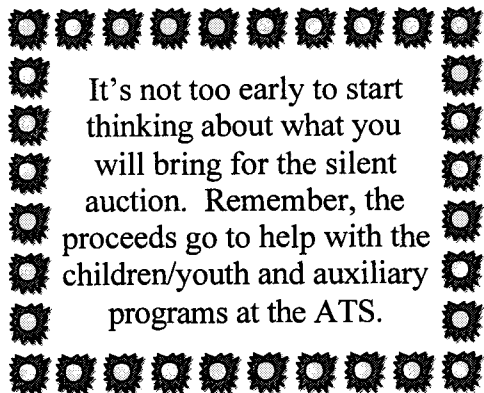 It's not too early to start
thinking about what you
will bring for the silent
auction.  Remember, the
proceeds go to help with the
children/youth and auxiliary
programs at the ATS.